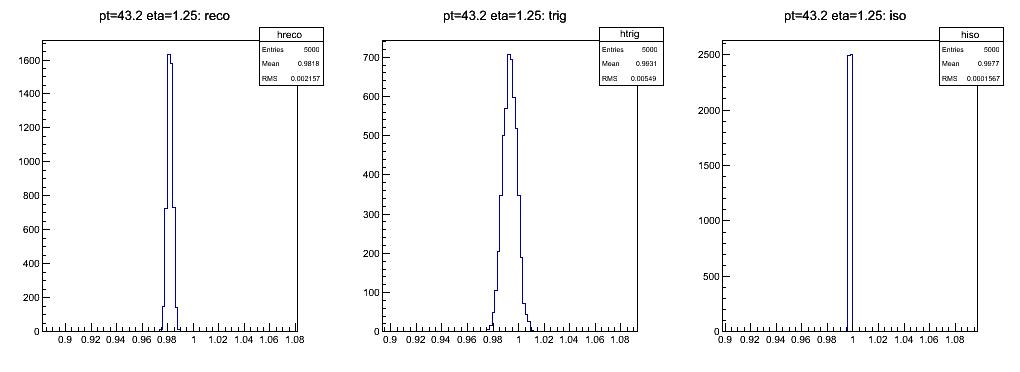 pt=43.2 eta=1.25: reco
hreco
Entries 5000
Mean 0.9818
RMS 0.002157
1600
1400
1200
1000
800
600
400
200
0
0.9 0.92 0.94 0.96 0.98 1 1.02 1.04 1.06 1.08
pt=43.2 eta=1.25: trig
htrig
Entries 5000
Mean 0.9931
RMS 0.00549
700
600
500
400
300
200
100
0
0.9 0.92 0.94 0.96 0.98 1 1.02 1.04 1.06 1.08
pt=43.2 eta=1.25: iso
hiso
Entries 5000
Mean 0.9977
RMS 0.0001567
2500
2000
1500
1000
500
0
0.9 0.92 0.94 0.96 0.98 1 1.02 1.04 1.06 1.08